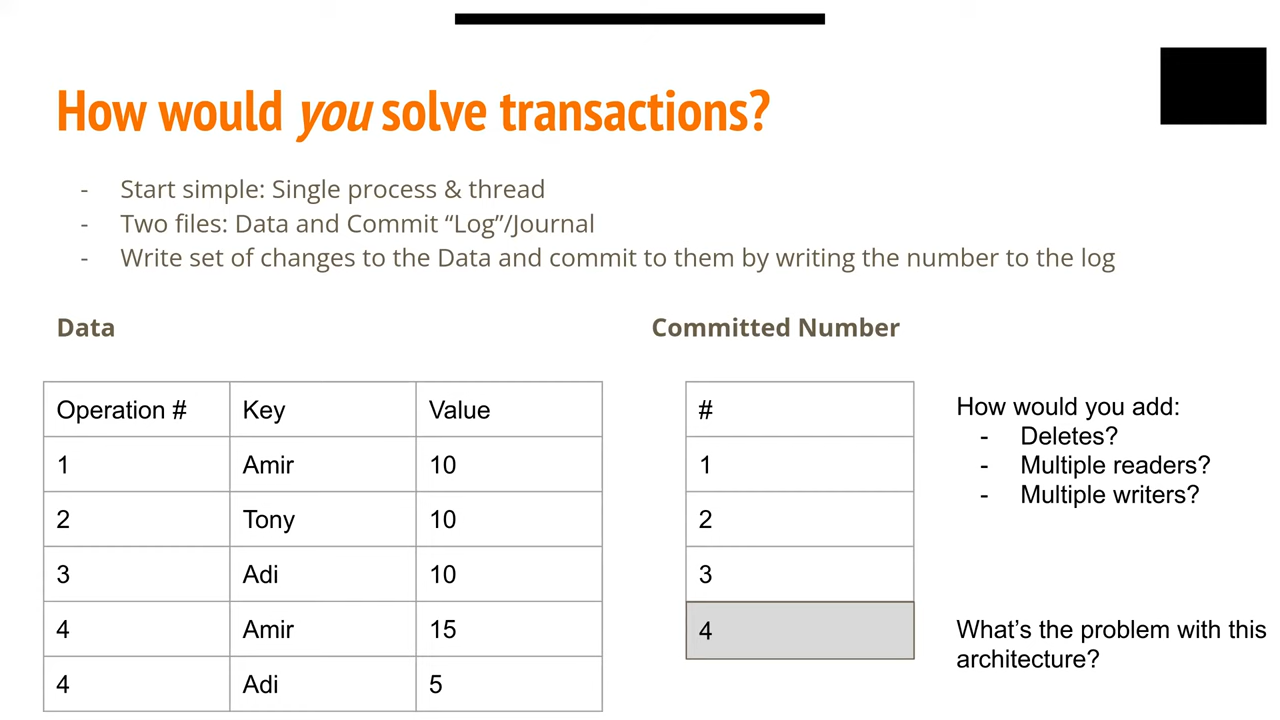 How would you solve transactions?
- Start simple: Single process & thread
- Two files: Data and Commit “Log”/Journal
- Write set of changes to the Data and commit to them by writing the number to the log
Data
Operation # Key Value
1 Amir 10
2 Tony 10
3 Adi 10
4 Amir 15
4 Adi 5
Committed Number
#
1
2
3
4
How would you add:
- Deletes?
- Multiple readers?
- Multiple writers?
What’s the problem with this
architecture?